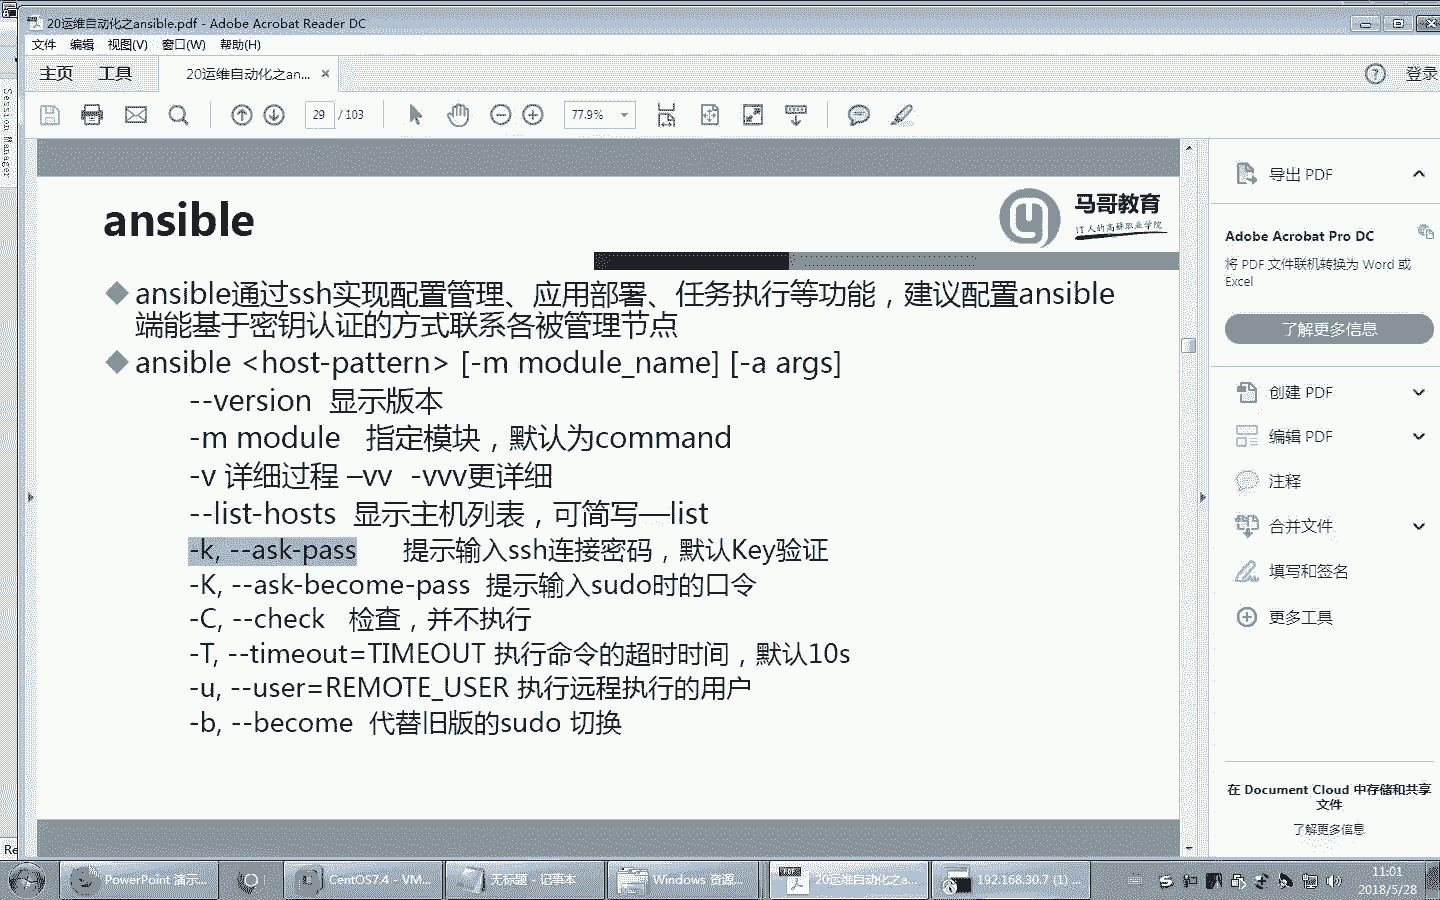 20运维自动化之ansible.pdf - Adobe Acrobat Reader DC
文件 编辑 视图(V) 窗口(W) 帮助(H)
主页 工具 20运维自动化之an... ×
登录
29 / 103
77.9%
Session Manager
ansible
马哥教育
IT人的高薪职业学院
◆ansible通过ssh实现配置管理、应用部署、任务执行等功能，建议配置ansible
端能基于密钥认证的方式联系各被管理节点
◆ansible <host-pattern> [-m module_name] [-a args]
--version 显示版本
-m module 指定模块，默认为command
-v 详细过程 –vv -vvv更详细
--list-hosts 显示主机列表，可简写—list
-k, --ask-pass 提示输入ssh连接密码，默认Key验证
-K, --ask-become-pass 提示输入sudo时的口令
-C, --check 检查，并不执行
-T, --timeout=TIMEOUT 执行命令的超时时间，默认10s
-u, --user=REMOTE_USER 执行远程执行的用户
-b, --become 代替旧版的sudo 切换
导出 PDF
Adobe Acrobat Pro DC
将 PDF 文件联机转换为 Word 或
Excel
了解更多信息
创建 PDF
编辑 PDF
注释
合并文件
填写和签名
更多工具
在 Document Cloud 中存储和共享
文件
了解更多信息
Re
PowerPoint 演示...
CentOS7.4 - VM...
无标题 - 记事本
Windows 资源...
20运维自动化之a...
192.168.30.7 (1) ...
11:01
2018/5/28